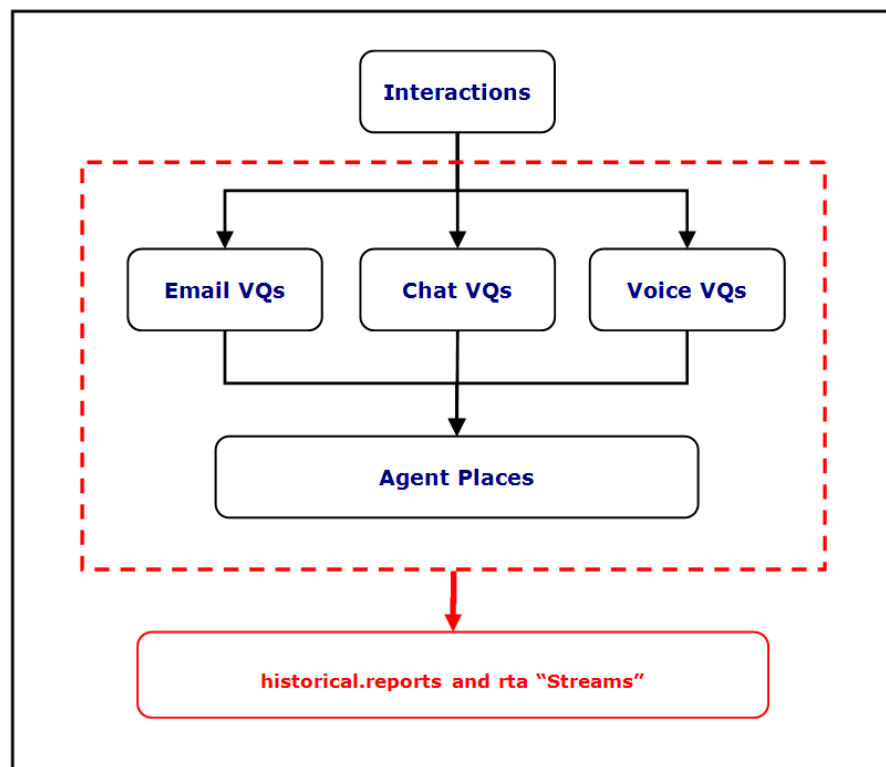 Interactions
Email VQs
Chat VQs
Voice VQs
Agent Places
historical.reports and rta “Streams”